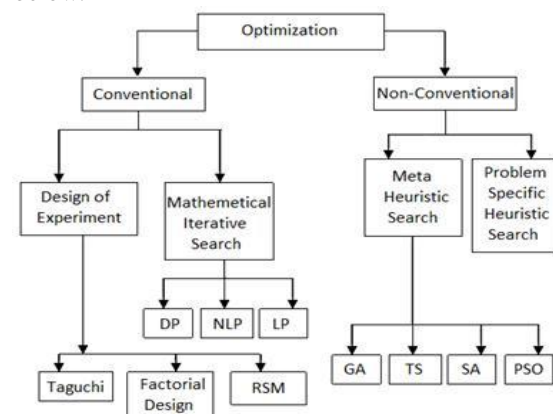 Optimization
Conventional
Non-Conventional
Design of
Experiment
Mathemetical
Iterative
Search
Meta
Heuristic
Search
Problem
Specific
Heuristic
Search
DP
NLP
LP
GA
TS
SA
PSO
Taguchi
Factorial
Design
RSM